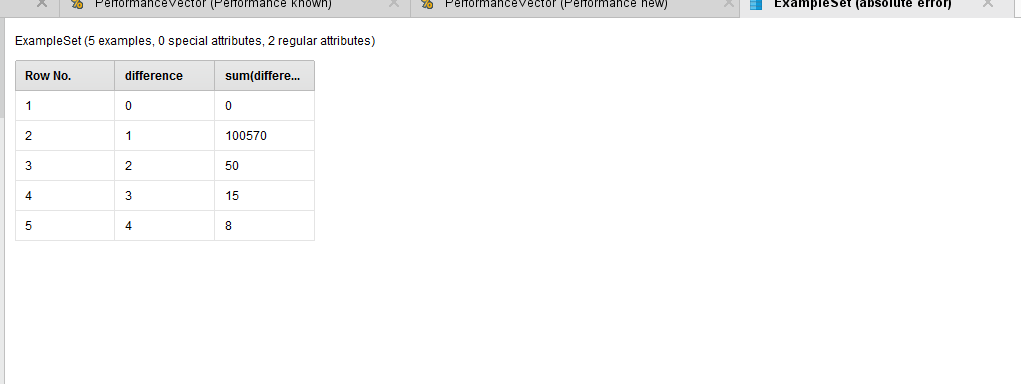 PerformanceVector (Performance known) PerformanceVector (Performance new) ExampleSet (absolute error)
ExampleSet (5 examples, 0 special attributes, 2 regular attributes)
Row No. difference sum(differe...
1 0 0
2 1 100570
3 2 50
4 3 15
5 4 8